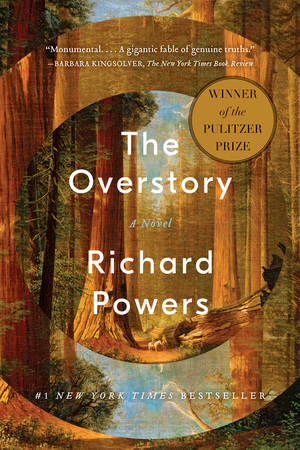 “Monumental. . . . A gigantic fable of genuine truths.”
—BARBARA KINGSOLVER, The New York Times Book Review
WINNER
of the
PULITZER
PRIZE
The
Overstory
A Novel
Richard
Powers
#1 NEW YORK TIMES BESTSELLER